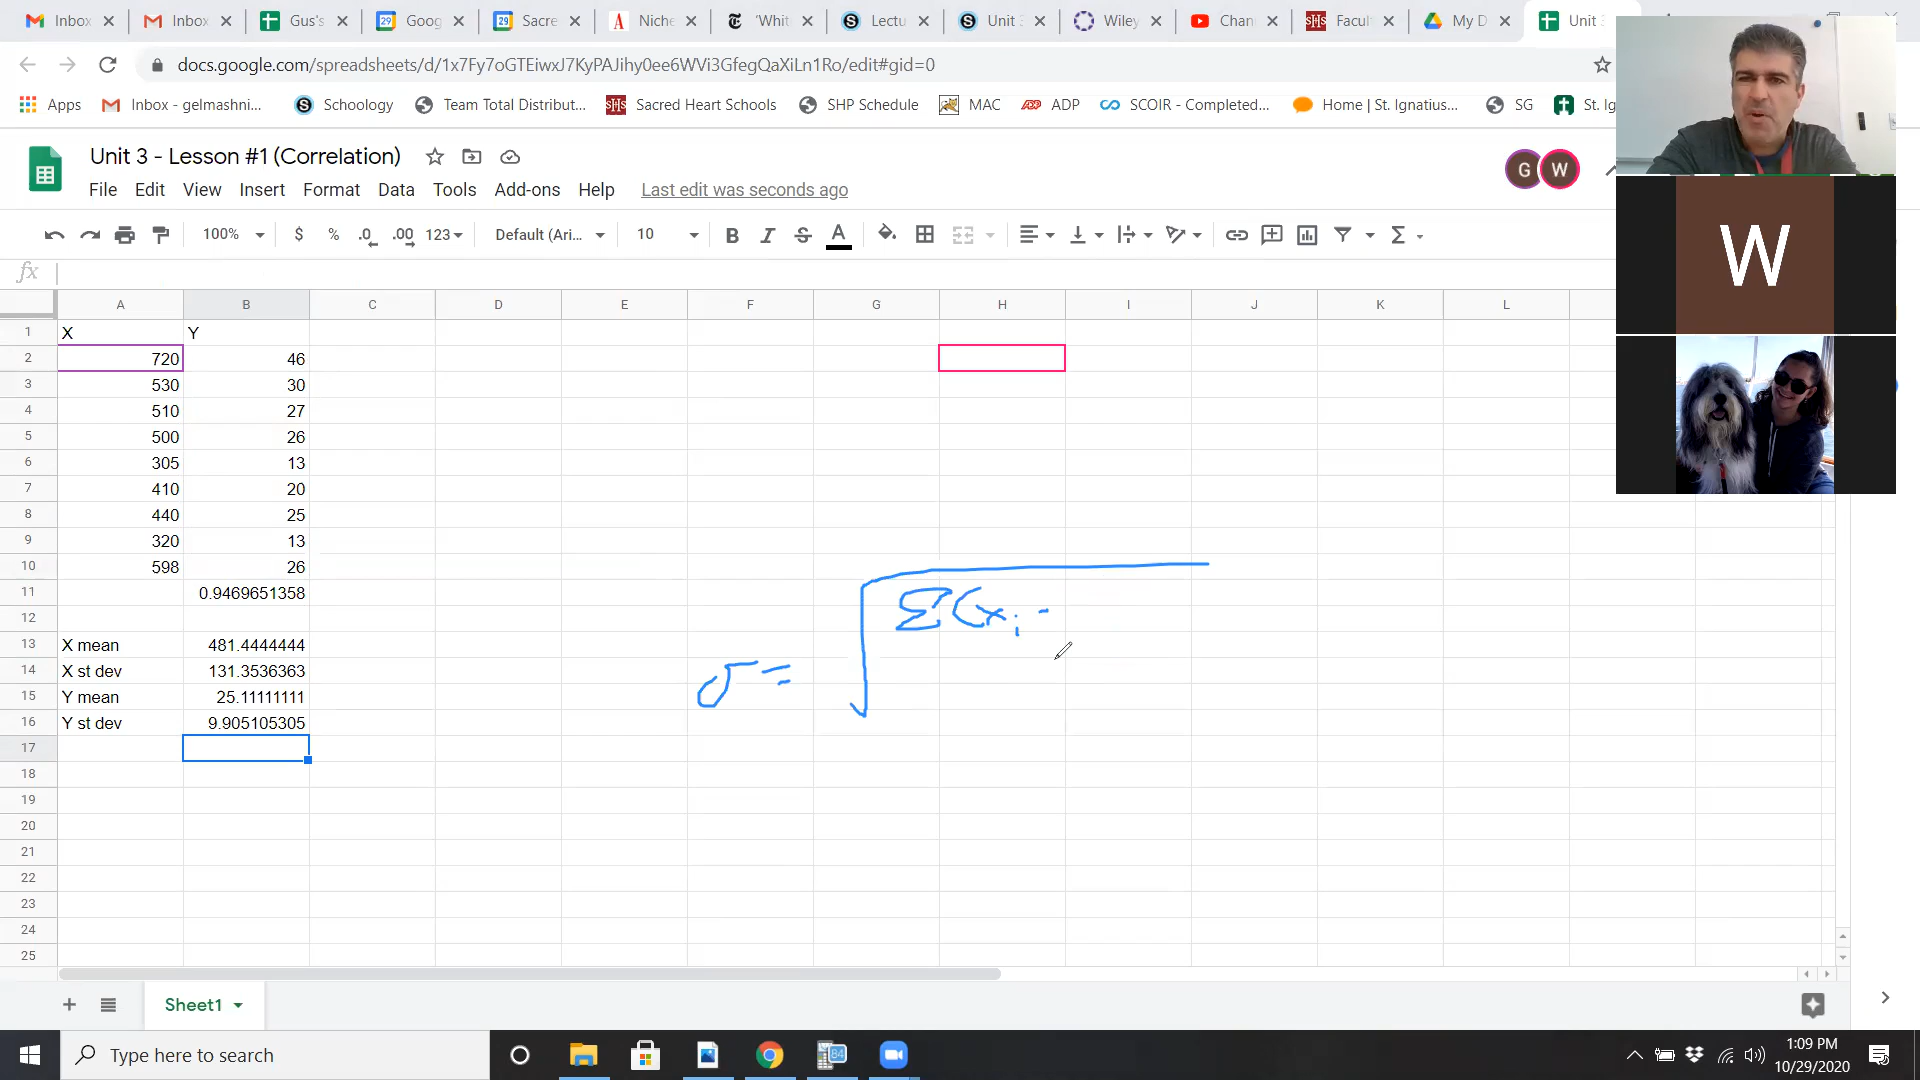 Inbox Inbox Gus's Goog Sacre Niche 'Whit Lectu Unit Wiley Chan Facul My D Unit
docs.google.com/spreadsheets/d/1x7Fy7oGTEiwxJ7KyPAJihy0ee6WVi3GfegQaXiLn1Ro/edit#gid=0
Apps Inbox - gelmashni... Schoology Team Total Distribut... SHS Sacred Heart Schools SHP Schedule MAC ADP SCOIR - Completed... Home | St. Ignatius... SG St. Ig
Unit 3 - Lesson #1 (Correlation)
G W
File Edit View Insert Format Data Tools Add-ons Help Last edit was seconds ago
W
100% $ % .0 .00 123 Default (Ari... 10 B I S A Σ
fx
A B C D E F G H I J K L
1 X Y
2 720 46
3 530 30
4 510 27
5 500 26
6 305 13
7 410 20
8 440 25
9 320 13
10 598 26
11 0.9469651358
12
13 X mean 481.4444444
14 X st dev 131.3536363
15 Y mean 25.11111111
16 Y st dev 9.905105305
17
18
19
20
21
22
23
24
25
σ = √ Σ(xi -
Sheet1
Type here to search
84
1:09 PM
10/29/2020